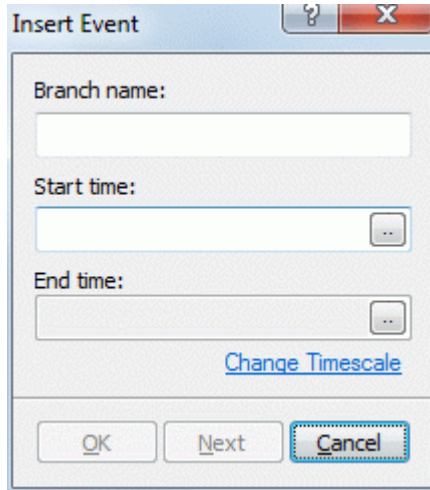 Insert Event
?
X
Branch name:
Start time:
..
End time:
..
Change Timescale
OK Next Cancel